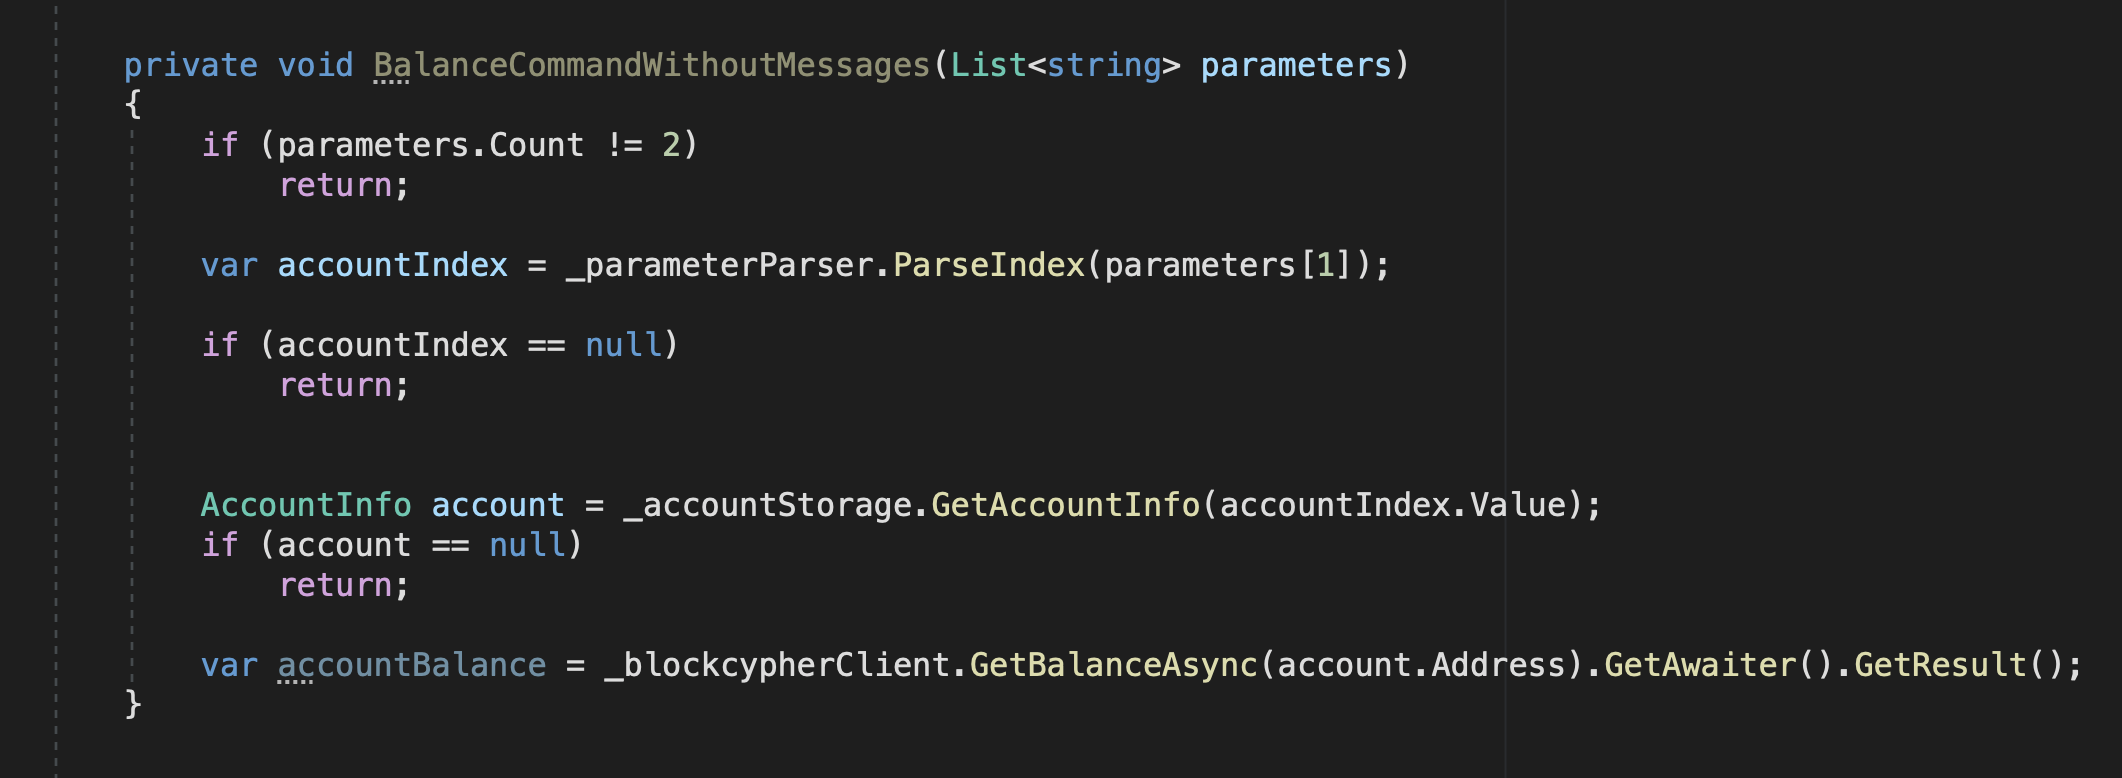 private void BalanceCommandWithoutMessages(List<string> parameters)
{
if (parameters.Count != 2)
return;
var accountIndex = _parameterParser.ParseIndex(parameters[1]);
if (accountIndex == null)
return;
AccountInfo account = _accountStorage.GetAccountInfo(accountIndex.Value);
if (account == null)
return;
var accountBalance = _blockcypherClient.GetBalanceAsync(account.Address).GetAwaiter().GetResult();
}